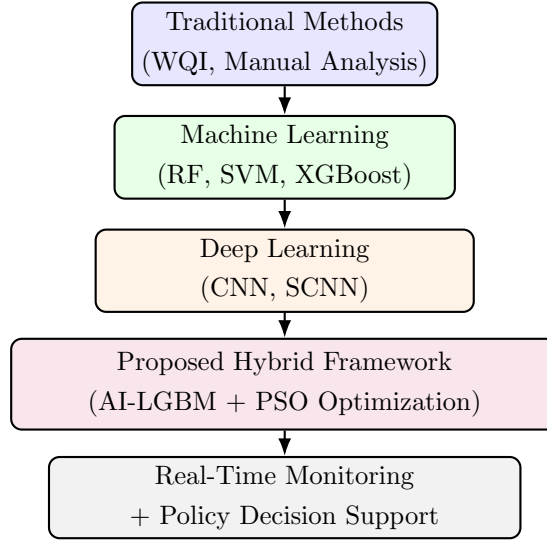 Traditional Methods
(WQI, Manual Analysis)
Machine Learning
(RF, SVM, XGBoost)
Deep Learning
(CNN, SCNN)
Proposed Hybrid Framework
(AI-LGBM + PSO Optimization)
Real-Time Monitoring
+ Policy Decision Support